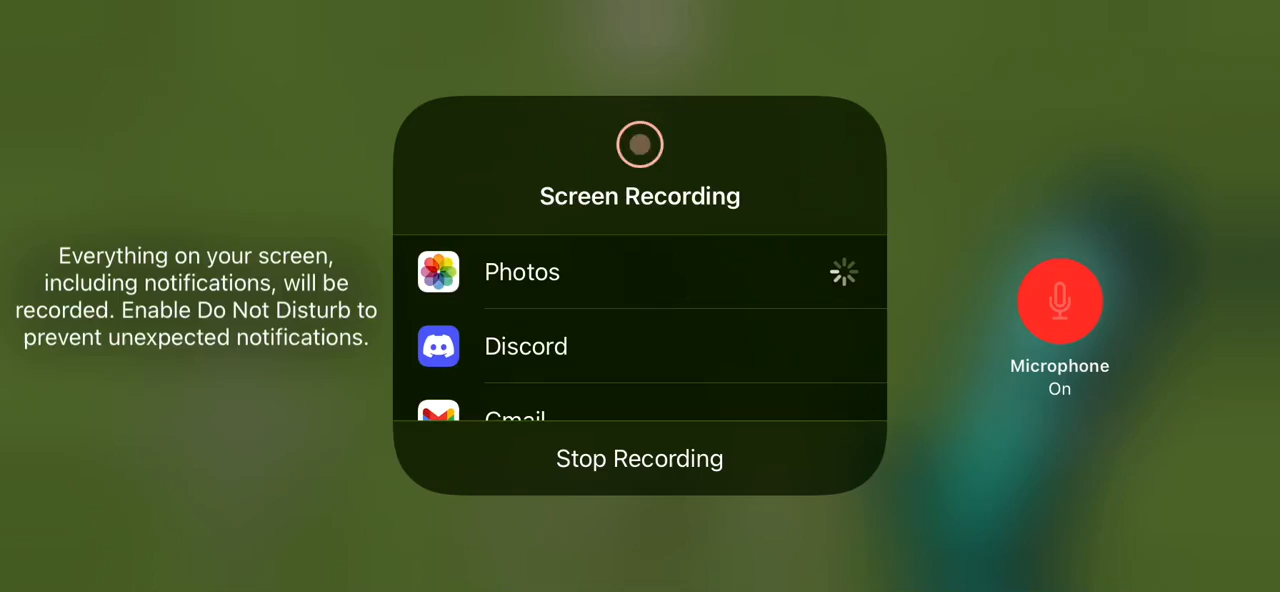 Screen Recording
Everything on your screen,
including notifications, will be
recorded. Enable Do Not Disturb to
prevent unexpected notifications.
Photos
Discord
Gmail
Stop Recording
Microphone
On